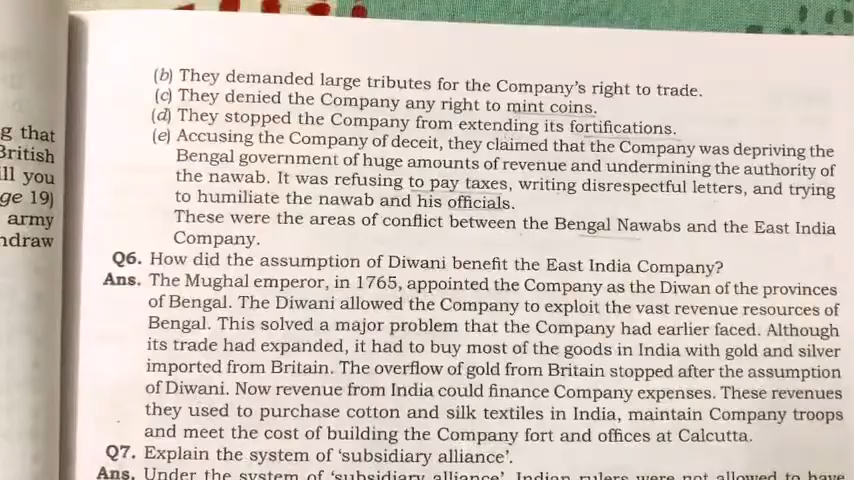 (b) They demanded large tributes for the Company's right to trade.
(c) They denied the Company any right to mint coins.
(d) They stopped the Company from extending its fortifications.
(e) Accusing the Company of deceit, they claimed that the Company was depriving the
Bengal government of huge amounts of revenue and undermining the authority of
the nawab. It was refusing to pay taxes, writing disrespectful letters, and trying
to humiliate the nawab and his officials.
These were the areas of conflict between the Bengal Nawabs and the East India
Company.
Q6. How did the assumption of Diwani benefit the East India Company?
Ans. The Mughal emperor, in 1765, appointed the Company as the Diwan of the provinces
of Bengal. The Diwani allowed the Company to exploit the vast revenue resources of
Bengal. This solved a major problem that the Company had earlier faced. Although
its trade had expanded, it had to buy most of the goods in India with gold and silver
imported from Britain. The overflow of gold from Britain stopped after the assumption
of Diwani. Now revenue from India could finance Company expenses. These revenues
they used to purchase cotton and silk textiles in India, maintain Company troops
and meet the cost of building the Company fort and offices at Calcutta.
Q7. Explain the system of 'subsidiary alliance'.
Ans. Under the system of 'subsidiary alliance', Indian rulers were not allowed to have
g that
British
ll you
ge 19)
army
ndraw